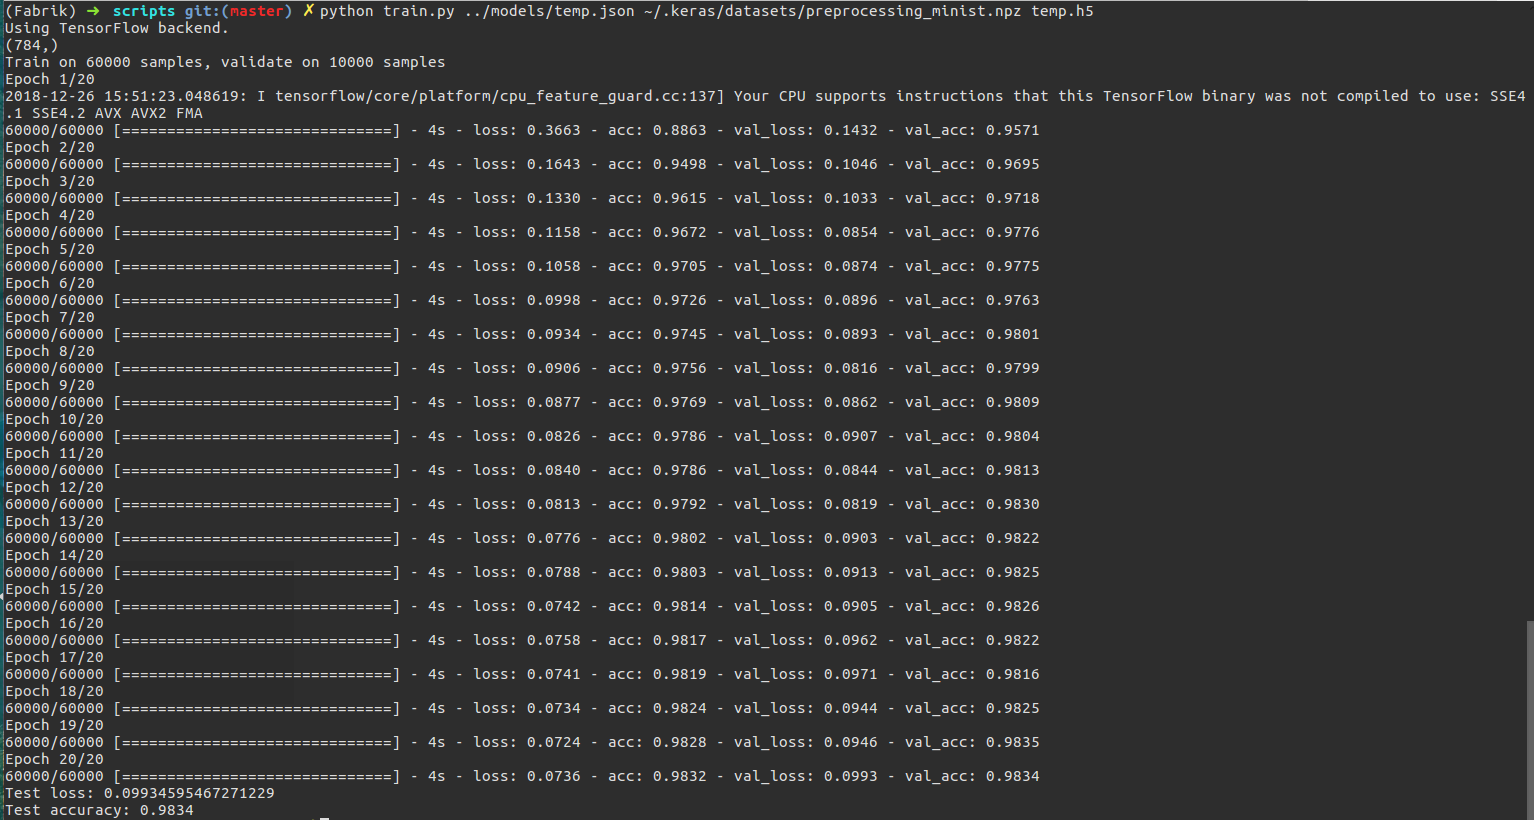 (Fabrik) ➜ scripts git:(master) ✗ python train.py ../models/temp.json ~/.keras/datasets/preprocessing_minist.npz temp.h5
Using TensorFlow backend.
(784,)
Train on 60000 samples, validate on 10000 samples
Epoch 1/20
2018-12-26 15:51:23.048619: I tensorflow/core/platform/cpu_feature_guard.cc:137] Your CPU supports instructions that this TensorFlow binary was not compiled to use: SSE4
.1 SSE4.2 AVX AVX2 FMA
60000/60000 [==============================] - 4s - loss: 0.3663 - acc: 0.8863 - val_loss: 0.1432 - val_acc: 0.9571
Epoch 2/20
60000/60000 [==============================] - 4s - loss: 0.1643 - acc: 0.9498 - val_loss: 0.1046 - val_acc: 0.9695
Epoch 3/20
60000/60000 [==============================] - 4s - loss: 0.1330 - acc: 0.9615 - val_loss: 0.1033 - val_acc: 0.9718
Epoch 4/20
60000/60000 [==============================] - 4s - loss: 0.1158 - acc: 0.9672 - val_loss: 0.0854 - val_acc: 0.9776
Epoch 5/20
60000/60000 [==============================] - 4s - loss: 0.1058 - acc: 0.9705 - val_loss: 0.0874 - val_acc: 0.9775
Epoch 6/20
60000/60000 [==============================] - 4s - loss: 0.0998 - acc: 0.9726 - val_loss: 0.0896 - val_acc: 0.9763
Epoch 7/20
60000/60000 [==============================] - 4s - loss: 0.0934 - acc: 0.9745 - val_loss: 0.0893 - val_acc: 0.9801
Epoch 8/20
60000/60000 [==============================] - 4s - loss: 0.0906 - acc: 0.9756 - val_loss: 0.0816 - val_acc: 0.9799
Epoch 9/20
60000/60000 [==============================] - 4s - loss: 0.0877 - acc: 0.9769 - val_loss: 0.0862 - val_acc: 0.9809
Epoch 10/20
60000/60000 [==============================] - 4s - loss: 0.0826 - acc: 0.9786 - val_loss: 0.0907 - val_acc: 0.9804
Epoch 11/20
60000/60000 [==============================] - 4s - loss: 0.0840 - acc: 0.9786 - val_loss: 0.0844 - val_acc: 0.9813
Epoch 12/20
60000/60000 [==============================] - 4s - loss: 0.0813 - acc: 0.9792 - val_loss: 0.0819 - val_acc: 0.9830
Epoch 13/20
60000/60000 [==============================] - 4s - loss: 0.0776 - acc: 0.9802 - val_loss: 0.0903 - val_acc: 0.9822
Epoch 14/20
60000/60000 [==============================] - 4s - loss: 0.0788 - acc: 0.9803 - val_loss: 0.0913 - val_acc: 0.9825
Epoch 15/20
60000/60000 [==============================] - 4s - loss: 0.0742 - acc: 0.9814 - val_loss: 0.0905 - val_acc: 0.9826
Epoch 16/20
60000/60000 [==============================] - 4s - loss: 0.0758 - acc: 0.9817 - val_loss: 0.0962 - val_acc: 0.9822
Epoch 17/20
60000/60000 [==============================] - 4s - loss: 0.0741 - acc: 0.9819 - val_loss: 0.0971 - val_acc: 0.9816
Epoch 18/20
60000/60000 [==============================] - 4s - loss: 0.0734 - acc: 0.9824 - val_loss: 0.0944 - val_acc: 0.9825
Epoch 19/20
60000/60000 [==============================] - 4s - loss: 0.0724 - acc: 0.9828 - val_loss: 0.0946 - val_acc: 0.9835
Epoch 20/20
60000/60000 [==============================] - 4s - loss: 0.0736 - acc: 0.9832 - val_loss: 0.0993 - val_acc: 0.9834
Test loss: 0.09934595467271229
Test accuracy: 0.9834